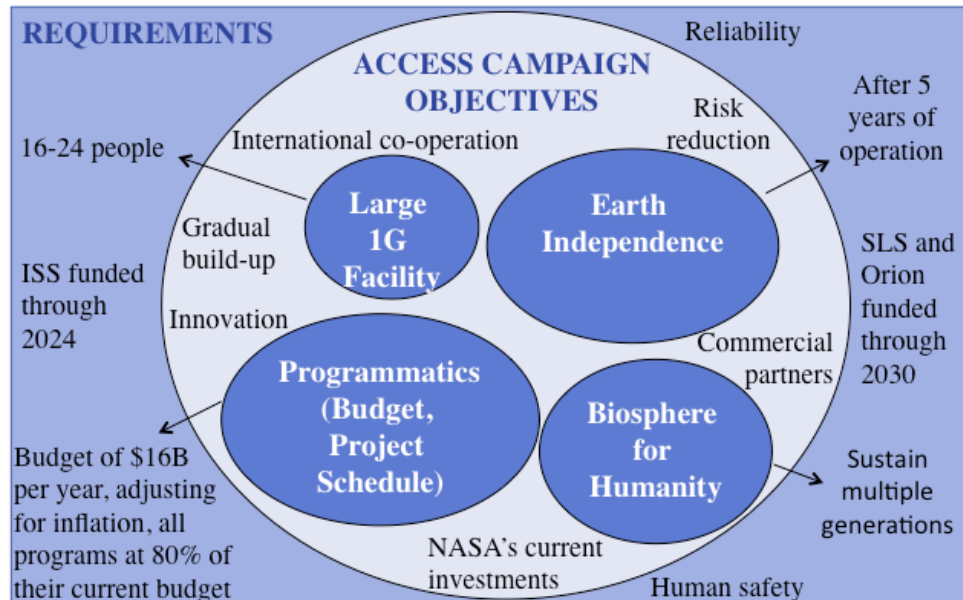 REQUIREMENTS
Reliability
ACCESS CAMPAIGN
OBJECTIVES
After 5
years of
operation
Risk
reduction
International co-operation
16-24 people
Large
1G
Facility
Earth
Independence
Gradual
build-up
SLS and
Orion
funded
through
2030
ISS funded
through
2024
Innovation
Commercial
partners
Programmatics
(Budget,
Project
Schedule)
Biosphere
for
Humanity
Budget of $16B
per year, adjusting
for inflation, all
programs at 80% of
their current budget
Sustain
multiple
generations
NASA's current
investments
Human safety